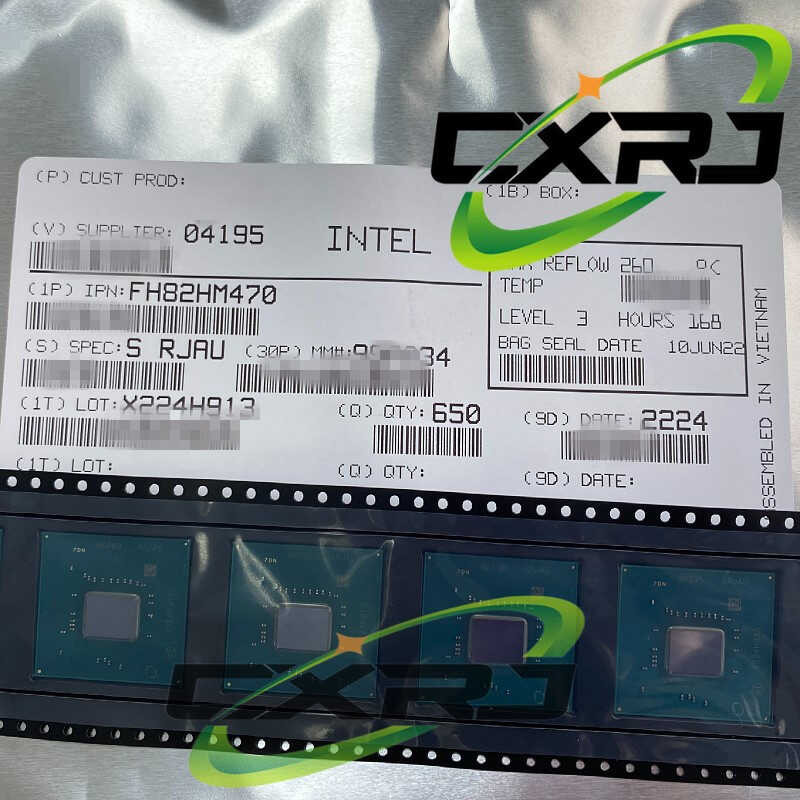 CXRJ
(P) CUST PROD:
(1B) BOX:
(V) SUPPLIER: 04195 INTEL
REFLOW 260 °C
TEMP
(1P) IPN: FH82HM470
LEVEL 3 HOURS 168
(S) SPEC: S RJAU (30P) MM#:
BAG SEAL DATE 10JUN22
(1T) LOT: X224H913 (Q) QTY: 650 (9D) DATE: 2224
(1T) LOT: (Q) QTY: (9D) DATE:
ASSEMBLED IN VIETNAM
CXRJ